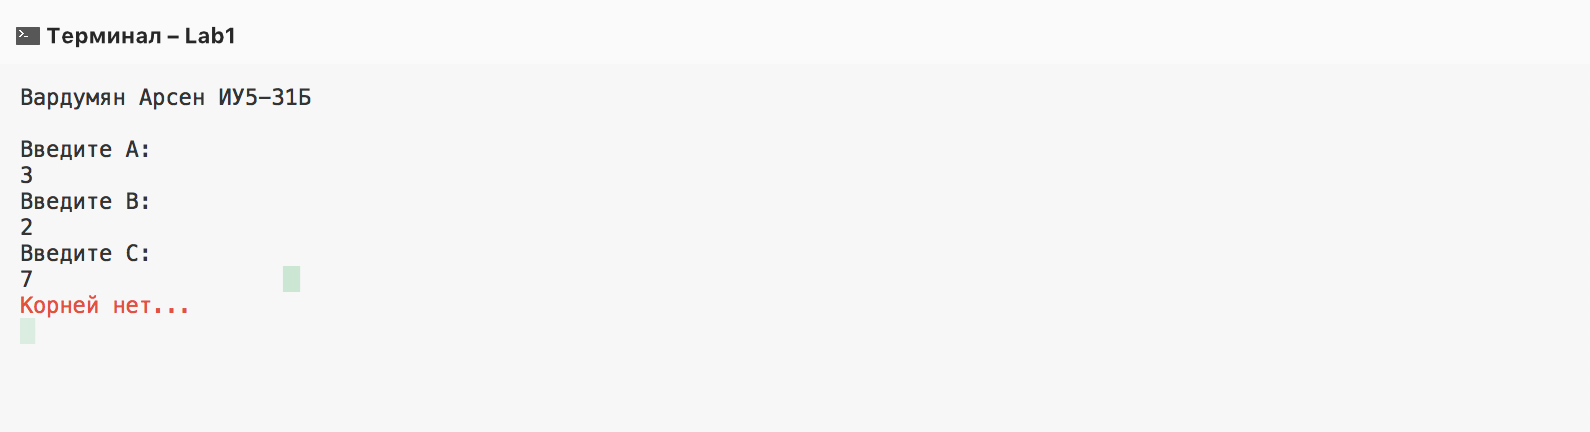 Терминал – Lab1
Вардумян Арсен ИУ5-31Б
Введите A:
3
Введите B:
2
Введите C:
7
Корней нет...